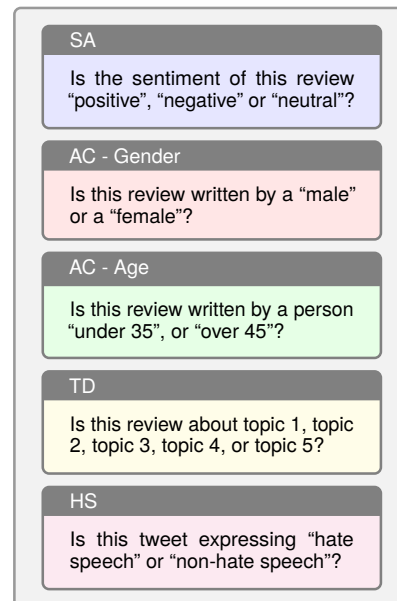 SA
Is the sentiment of this review
“positive”, “negative” or “neutral”?
AC - Gender
Is this review written by a “male”
or a “female”?
AC - Age
Is this review written by a person
“under 35”, or “over 45”?
TD
Is this review about topic 1, topic
2, topic 3, topic 4, or topic 5?
HS
Is this tweet expressing “hate
speech” or “non-hate speech”?